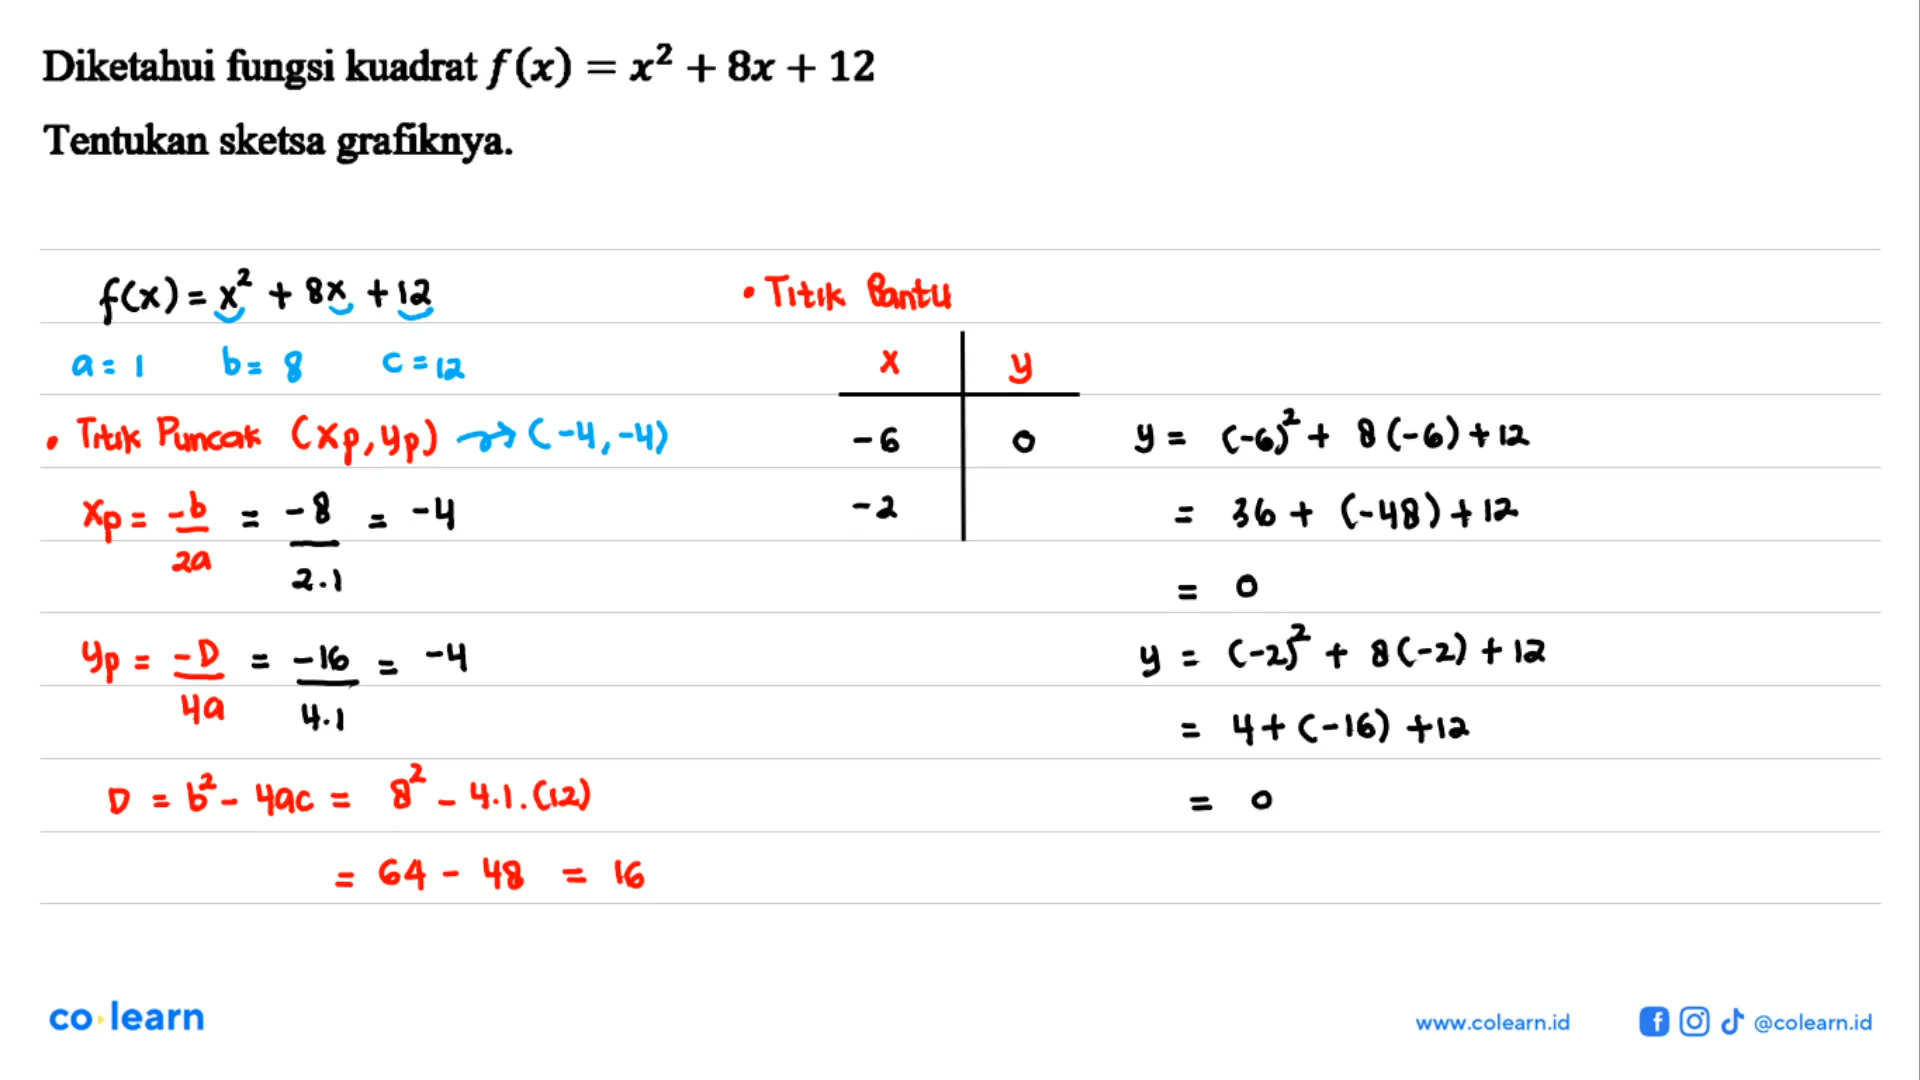 Diketahui fungsi kuadrat f(x) = x² + 8x + 12
Tentukan sketsa grafiknya.
f(x) = x² + 8x + 12
a = 1 b = 8 c = 12
• Titik Puncak (xp, yp) ⇝ (-4, -4)
xp = -b/2a = -8/2.1 = -4
yp = -D/4a = -16/4.1 = -4
D = b² - 4ac = 8² - 4.1.(12)
= 64 - 48 = 16
• Titik Bantu
x y
-6 0
-2
y = (-6)² + 8(-6) + 12
= 36 + (-48) + 12
= 0
y = (-2)² + 8(-2) + 12
= 4 + (-16) + 12
= 0
co learn
www.colearn.id @colearn.id